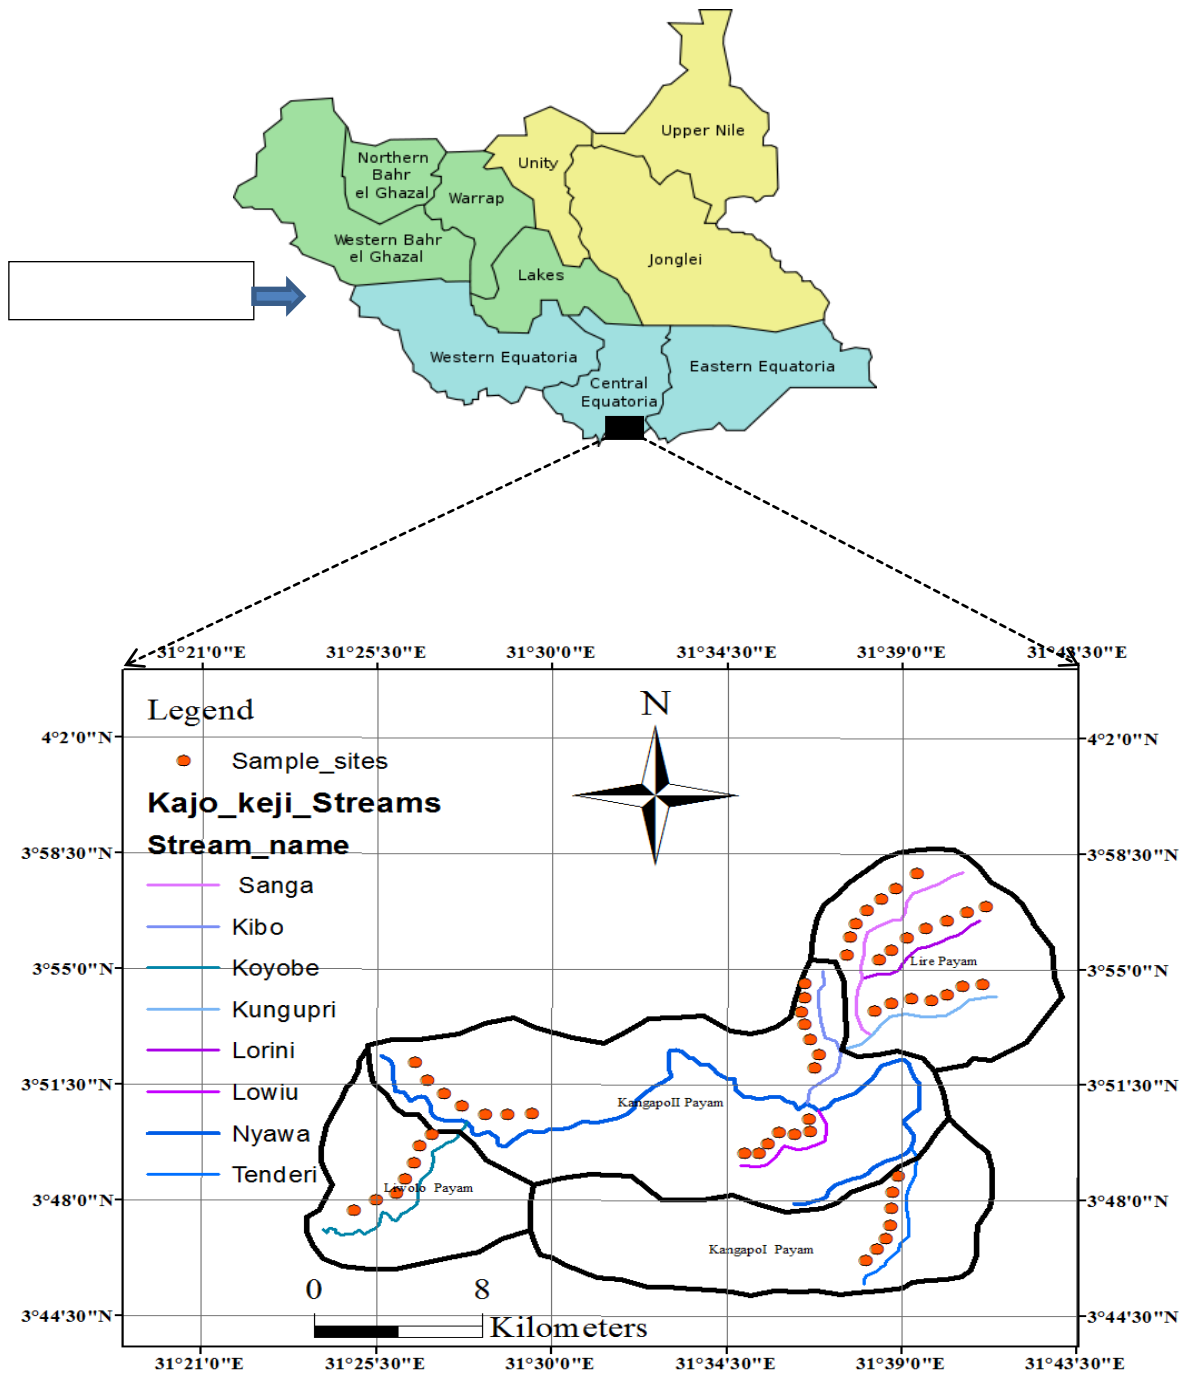 Upper Nile
Northern
Bahr
el Ghazal
Unity
Warrap
Western Bahr
el Ghazal
Lakes
Jonglei
Western Equatoria
Eastern Equatoria
Central
Equatoria
31°21'0"E 31°25'30"E 31°30'0"E 31°34'30"E 31°39'0"E 31°43'30"E
Legend
N
4°2'0"N 4°2'0"N
Sample_sites
Kajo_keji_Streams
Stream_name
3°58'30"N 3°58'30"N
Sanga
Kibo
3°55'0"N Koyobe Lire Payam 3°55'0"N
Kungupri
Lorini
3°51'30"N 3°51'30"N
Lowiu KangapoII Payam
Nyawa
Tenderi
Liwolo Payam
3°48'0"N 3°48'0"N
KangapoI Payam
0 8
3°44'30"N 3°44'30"N
Kilometers
31°21'0"E 31°25'30"E 31°30'0"E 31°34'30"E 31°39'0"E 31°43'30"E